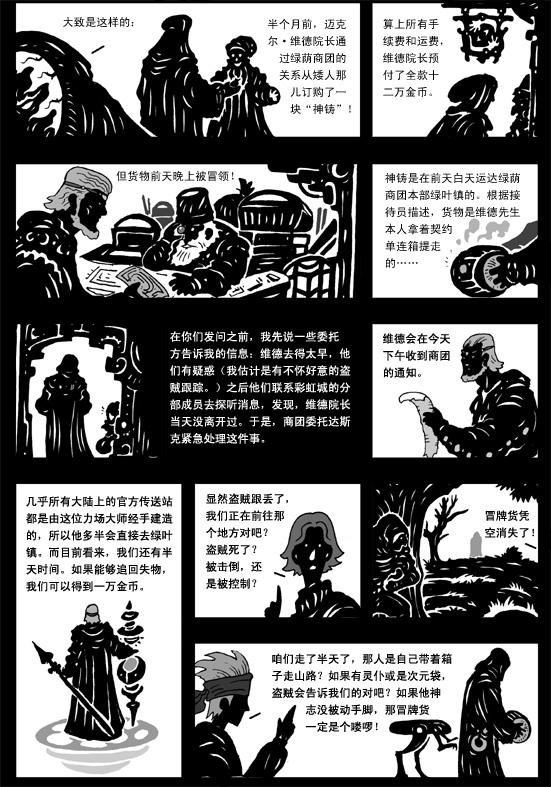 大致是这样的：
半个月前，迈克
尔·维德院长通
过绿荫商团的
关系从矮人那
儿订购了一
块“神铸”！
算上所有手
续费和运费，
维德院长预
付了全款十
二万金币。
但货物前天晚上被冒领！
神铸是在前天白天运达绿荫
商团本部绿叶镇的。根据接
待员描述，货物是维德先生
本人拿着契约
单连箱提走
的……
在你们发问之前，我先说一些委托
方告诉我的信息：维德去得太早，他
们有疑惑（我估计是有不怀好意的盗
贼跟踪。）之后他们联系彩虹城的分
部成员去探听消息，发现，维德院长
当天没离开过。于是，商团委托达斯
克紧急处理这件事。
维德会在今天
下午收到商团
的通知。
几乎所有大陆上的官方传送站
都是由这位力场大师经手建造
的，所以他多半会直接去绿叶
镇。而目前看来，我们还有半
天时间。如果能够追回失物，
我们可以得到一万金币。
显然盗贼跟丢了，
我们正在前往那
个地方对吧？
盗贼死了？
被击倒，还
是被控制？
冒牌货凭
空消失了！
咱们走了半天了，那人是自己带着箱
子走山路？如果有灵仆或是次元袋，
盗贼会告诉我们的对吧？如果他神
志没被动手脚，那冒牌货
一定是个喽啰！